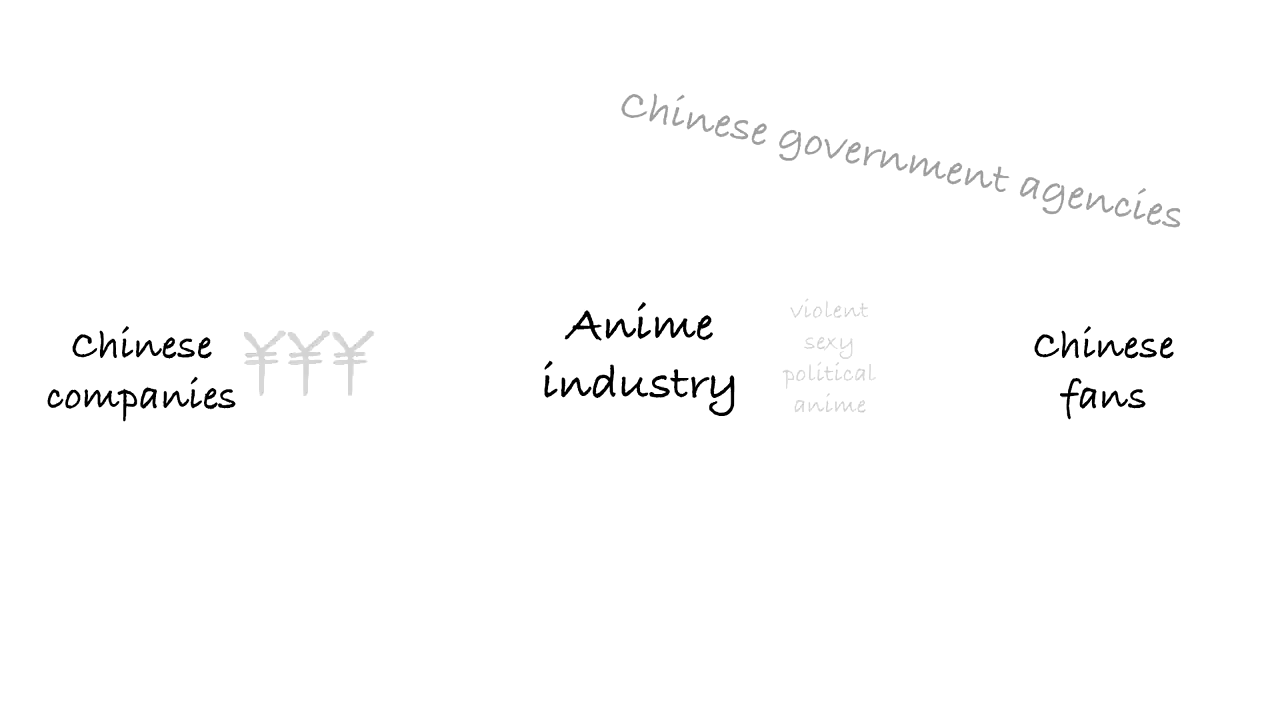 Chinese government agencies
Chinese
companies
¥¥¥
Anime
industry
violent
sexy
political
anime
Chinese
fans